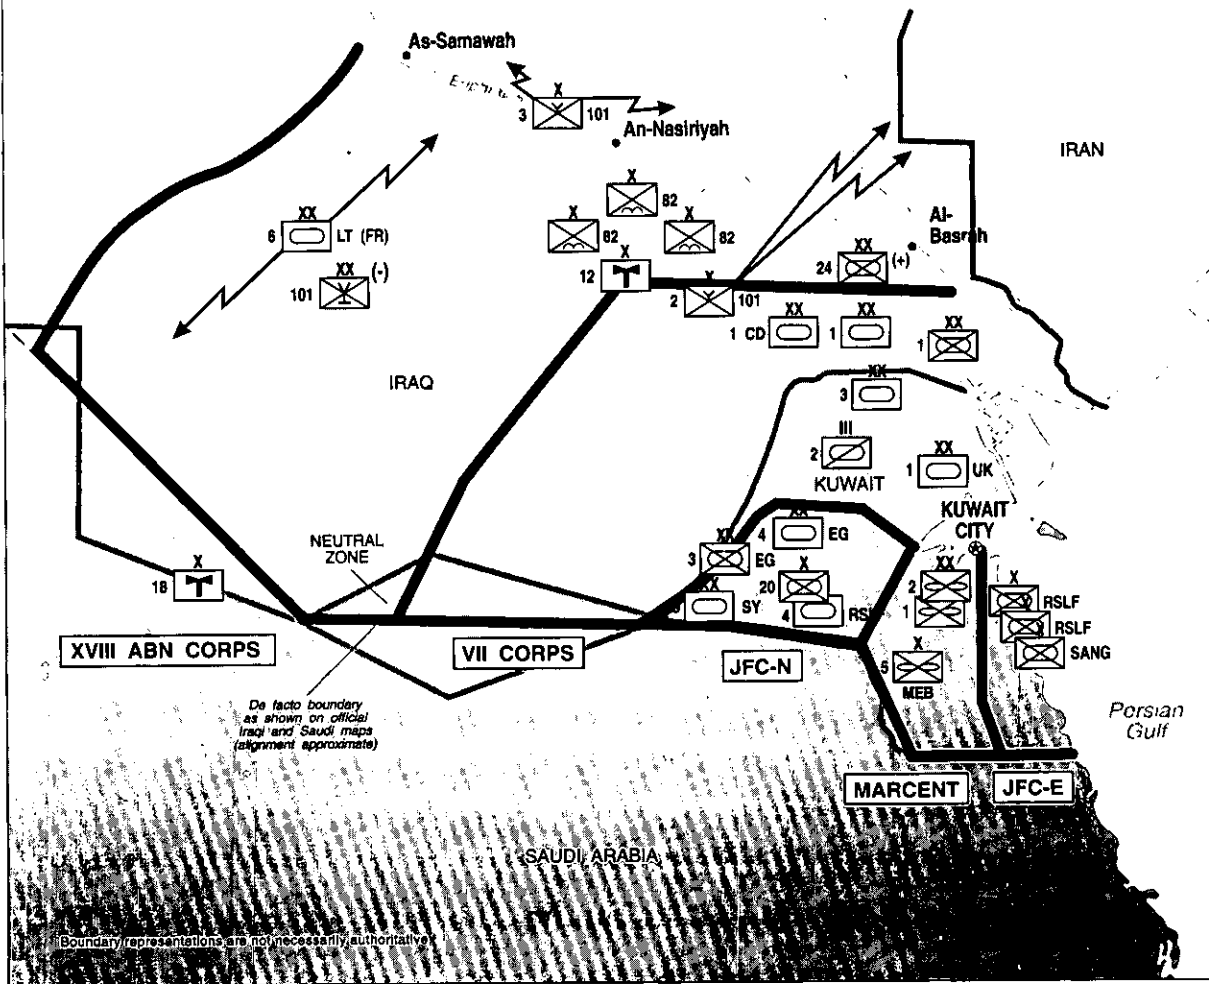 As-Samawah
X
3
101
An-Nasiriyah
IRAN
X
82
XX
6
LT (FR)
X
82
X
82
Al-
Basrah
XX
(-)
101
X
12
XX
24
(+)
X
2
101
XX
1 CD
XX
1
XX
1
IRAQ
XX
3
III
2
XX
1
UK
KUWAIT
KUWAIT
CITY
XX
4
EG
NEUTRAL
ZONE
XX
3
EG
X
18
X
20
XX
2
1
X
RSLF
RSLF
SANG
XX
SY
4
X
5
MEB
XVIII ABN CORPS
VII CORPS
JFC-N
De facto boundary
as shown on official
Iraqi and Saudi maps
(alignment approximate)
Persian
Gulf
MARCENT
JFC-E
SAUDI ARABIA
Boundary representations are not necessarily authoritative